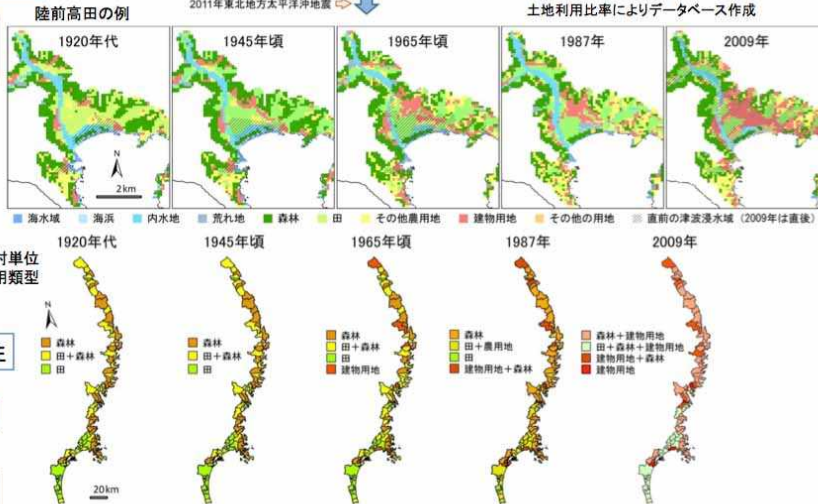 2011年東北地方太平洋沖地震
陸前高田の例
土地利用比率によりデータベース作成
1920年代
1945年頃
1965年頃
1987年
2009年
N
2km
海水域 海浜 内水地 荒れ地 森林 田 その他農用地 建物用地 その他の用地 直前の津波浸水域 (2009年は直後)
村単位
用類型
1920年代
1945年頃
1965年頃
1987年
2009年
N
森林
田+森林
田
20km
N
森林
田+森林
田
森林
田+森林
田
建物用地
森林
田+農用地
田
建物用地+森林
森林+建物用地
田+森林+建物用地
建物用地+森林
建物用地